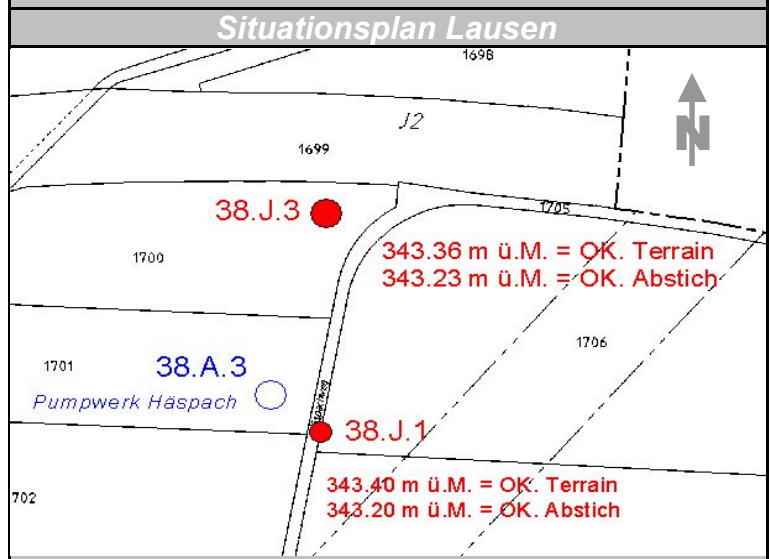 Situationsplan Lausen
1698
J2
N
1699
38.J.3
1705
343.36 m ü.M. = OK. Terrain
343.23 m ü.M. = OK. Abstich
1700
1706
1701
38.A.3
Pumpwerk Häspach
38.J.1
343.40 m ü.M. = OK. Terrain
343.20 m ü.M. = OK. Abstich
1702